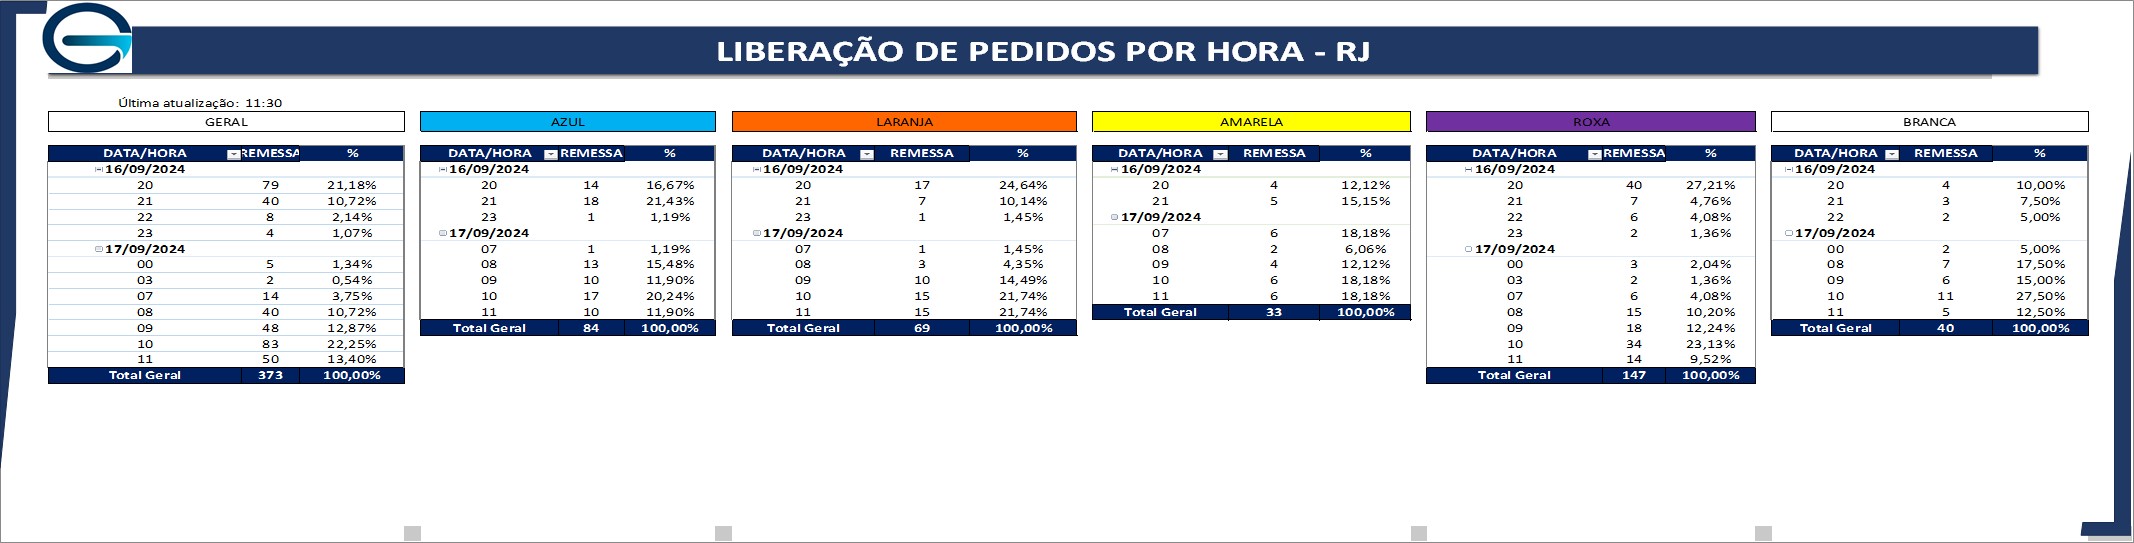 LIBERAÇÃO DE PEDIDOS POR HORA - RJ
Última atualização: 11:30
GERAL
DATA/HORA REMESSA %
16/09/2024
20 79 21,18%
21 40 10,72%
22 8 2,14%
23 4 1,07%
17/09/2024
00 5 1,34%
03 2 0,54%
07 14 3,75%
08 40 10,72%
09 48 12,87%
10 83 22,25%
11 50 13,40%
Total Geral 373 100,00%
AZUL
DATA/HORA REMESSA %
16/09/2024
20 14 16,67%
21 18 21,43%
23 1 1,19%
17/09/2024
07 1 1,19%
08 13 15,48%
09 10 11,90%
10 17 20,24%
11 10 11,90%
Total Geral 84 100,00%
LARANJA
DATA/HORA REMESSA %
16/09/2024
20 17 24,64%
21 7 10,14%
23 1 1,45%
17/09/2024
07 1 1,45%
08 3 4,35%
09 10 14,49%
10 15 21,74%
11 15 21,74%
Total Geral 69 100,00%
AMARELA
DATA/HORA REMESSA %
16/09/2024
20 4 12,12%
21 5 15,15%
17/09/2024
07 6 18,18%
08 2 6,06%
09 4 12,12%
10 6 18,18%
11 6 18,18%
Total Geral 33 100,00%
ROXA
DATA/HORA REMESSA %
16/09/2024
20 40 27,21%
21 7 4,76%
22 6 4,08%
23 2 1,36%
17/09/2024
00 3 2,04%
03 2 1,36%
07 6 4,08%
08 15 10,20%
09 18 12,24%
10 34 23,13%
11 14 9,52%
Total Geral 147 100,00%
BRANCA
DATA/HORA REMESSA %
16/09/2024
20 4 10,00%
21 3 7,50%
22 2 5,00%
17/09/2024
00 2 5,00%
08 7 17,50%
09 6 15,00%
10 11 27,50%
11 5 12,50%
Total Geral 40 100,00%